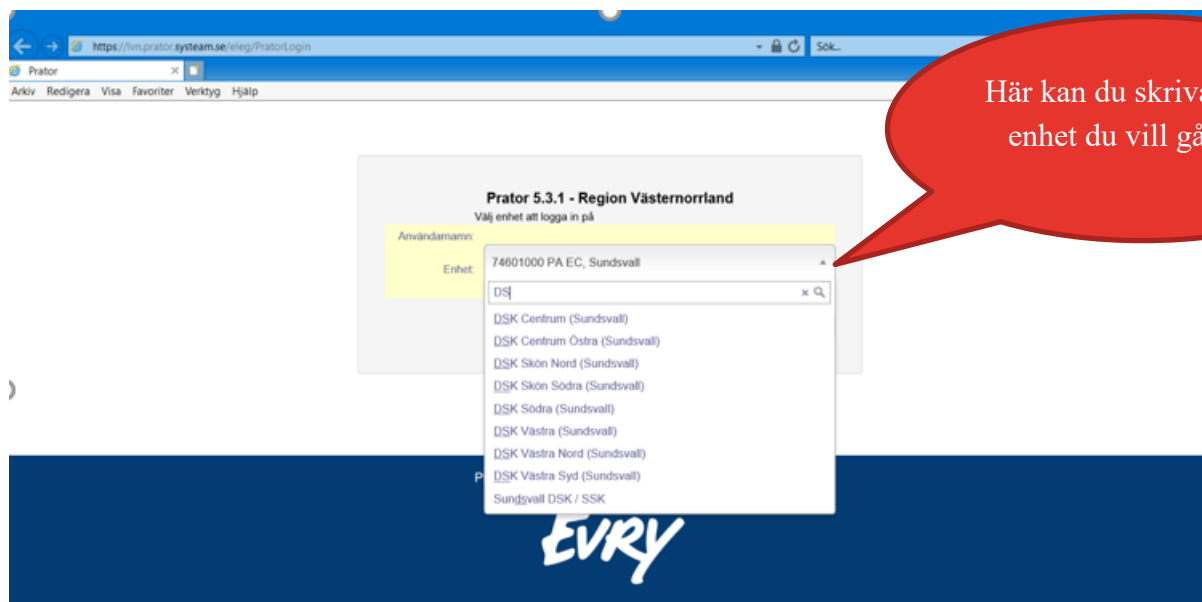 https://lvn.prator.systeam.se/eleg/PratorLogin
Sök...
Prator
Arkiv Redigera Visa Favoriter Verktyg Hjälp
Här kan du skriva
enhet du vill gå
Prator 5.3.1 - Region Västernorrland
Välj enhet att logga in på
Användarnamn:
Enhet:
74601000 PA EC, Sundsvall
DS
DSK Centrum (Sundsvall)
DSK Centrum Östra (Sundsvall)
DSK Skön Nord (Sundsvall)
DSK Skön Södra (Sundsvall)
DSK Södra (Sundsvall)
DSK Västra (Sundsvall)
DSK Västra Nord (Sundsvall)
P
DSK Västra Syd (Sundsvall)
Sundsvall DSK / SSK
EVRY